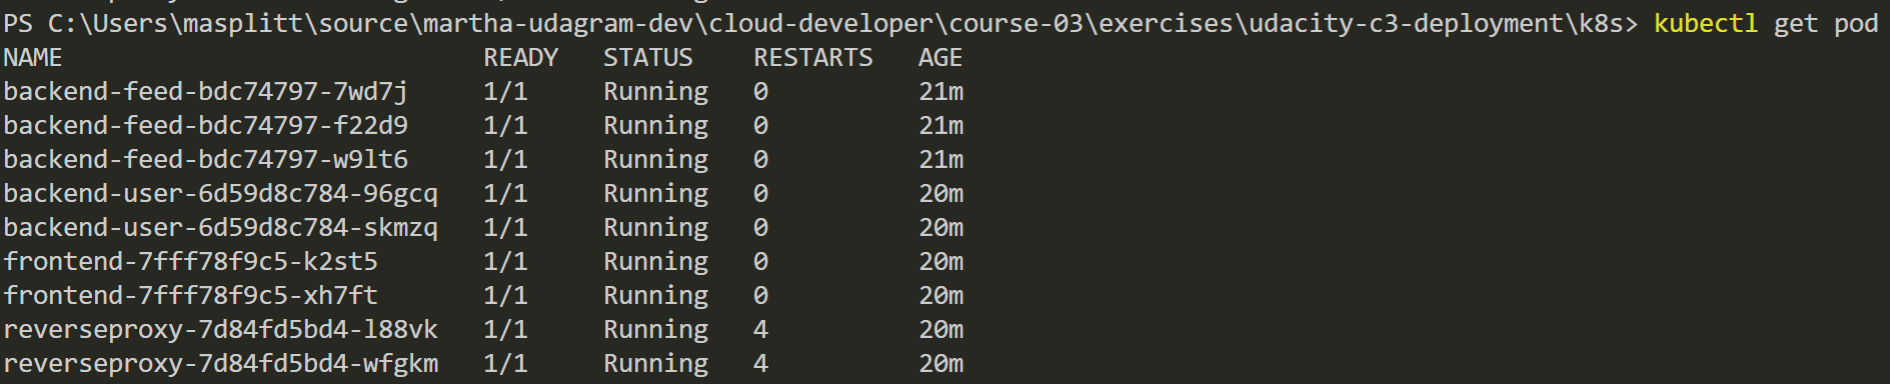 PS C:\Users\masplitt\source\martha-udagram-dev\cloud-developer\course-03\exercises\udacity-c3-deployment\k8s> kubectl get pod
NAME READY STATUS RESTARTS AGE
backend-feed-bdc74797-7wd7j 1/1 Running 0 21m
backend-feed-bdc74797-f22d9 1/1 Running 0 21m
backend-feed-bdc74797-w9lt6 1/1 Running 0 21m
backend-user-6d59d8c784-96gcq 1/1 Running 0 20m
backend-user-6d59d8c784-skmzq 1/1 Running 0 20m
frontend-7fff78f9c5-k2st5 1/1 Running 0 20m
frontend-7fff78f9c5-xh7ft 1/1 Running 0 20m
reverseproxy-7d84fd5bd4-l88vk 1/1 Running 4 20m
reverseproxy-7d84fd5bd4-wfgkm 1/1 Running 4 20m